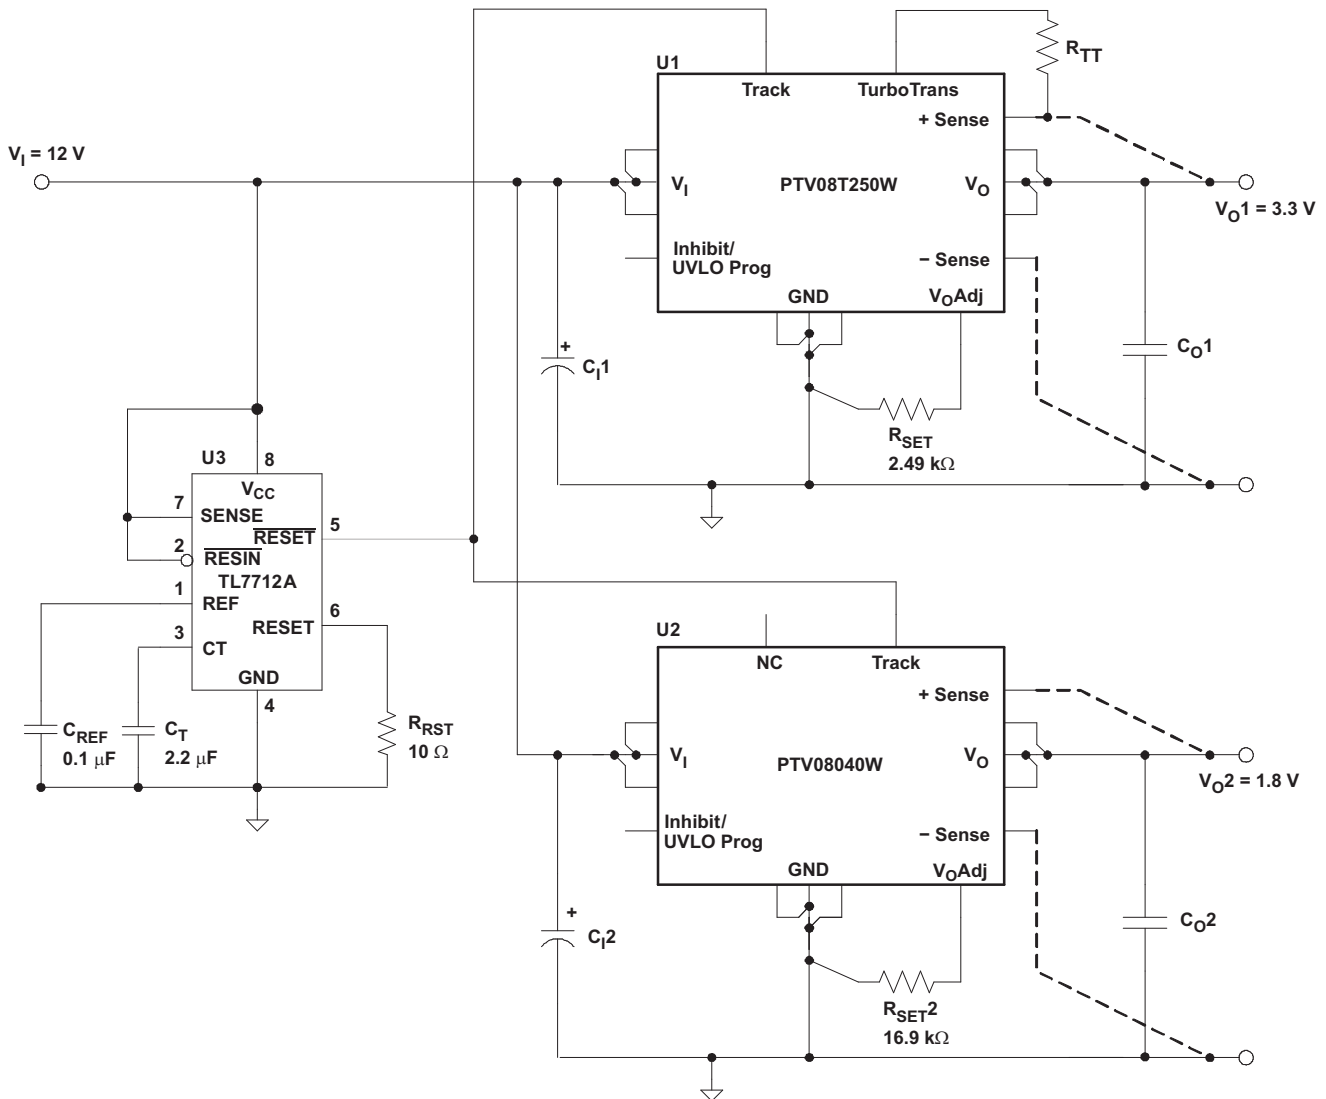 V_I = 12 V
U1
Track
TurboTrans
R_TT
+ Sense
V_I
PTV08T250W
V_O
V_O1 = 3.3 V
Inhibit/
UVLO Prog
− Sense
GND
V_OAdj
+
C_I1
R_SET
2.49 kΩ
C_O1
U3
8
V_CC
7
SENSE
5
R̅E̅S̅E̅T̅
2
R̅E̅S̅I̅N̅
TL7712A
1
REF
6
RESET
3
CT
GND
4
C_REF
0.1 μF
C_T
2.2 μF
R_RST
10 Ω
U2
NC
Track
+ Sense
V_I
PTV08040W
V_O
V_O2 = 1.8 V
Inhibit/
UVLO Prog
− Sense
GND
V_OAdj
+
C_I2
R_SET2
16.9 kΩ
C_O2